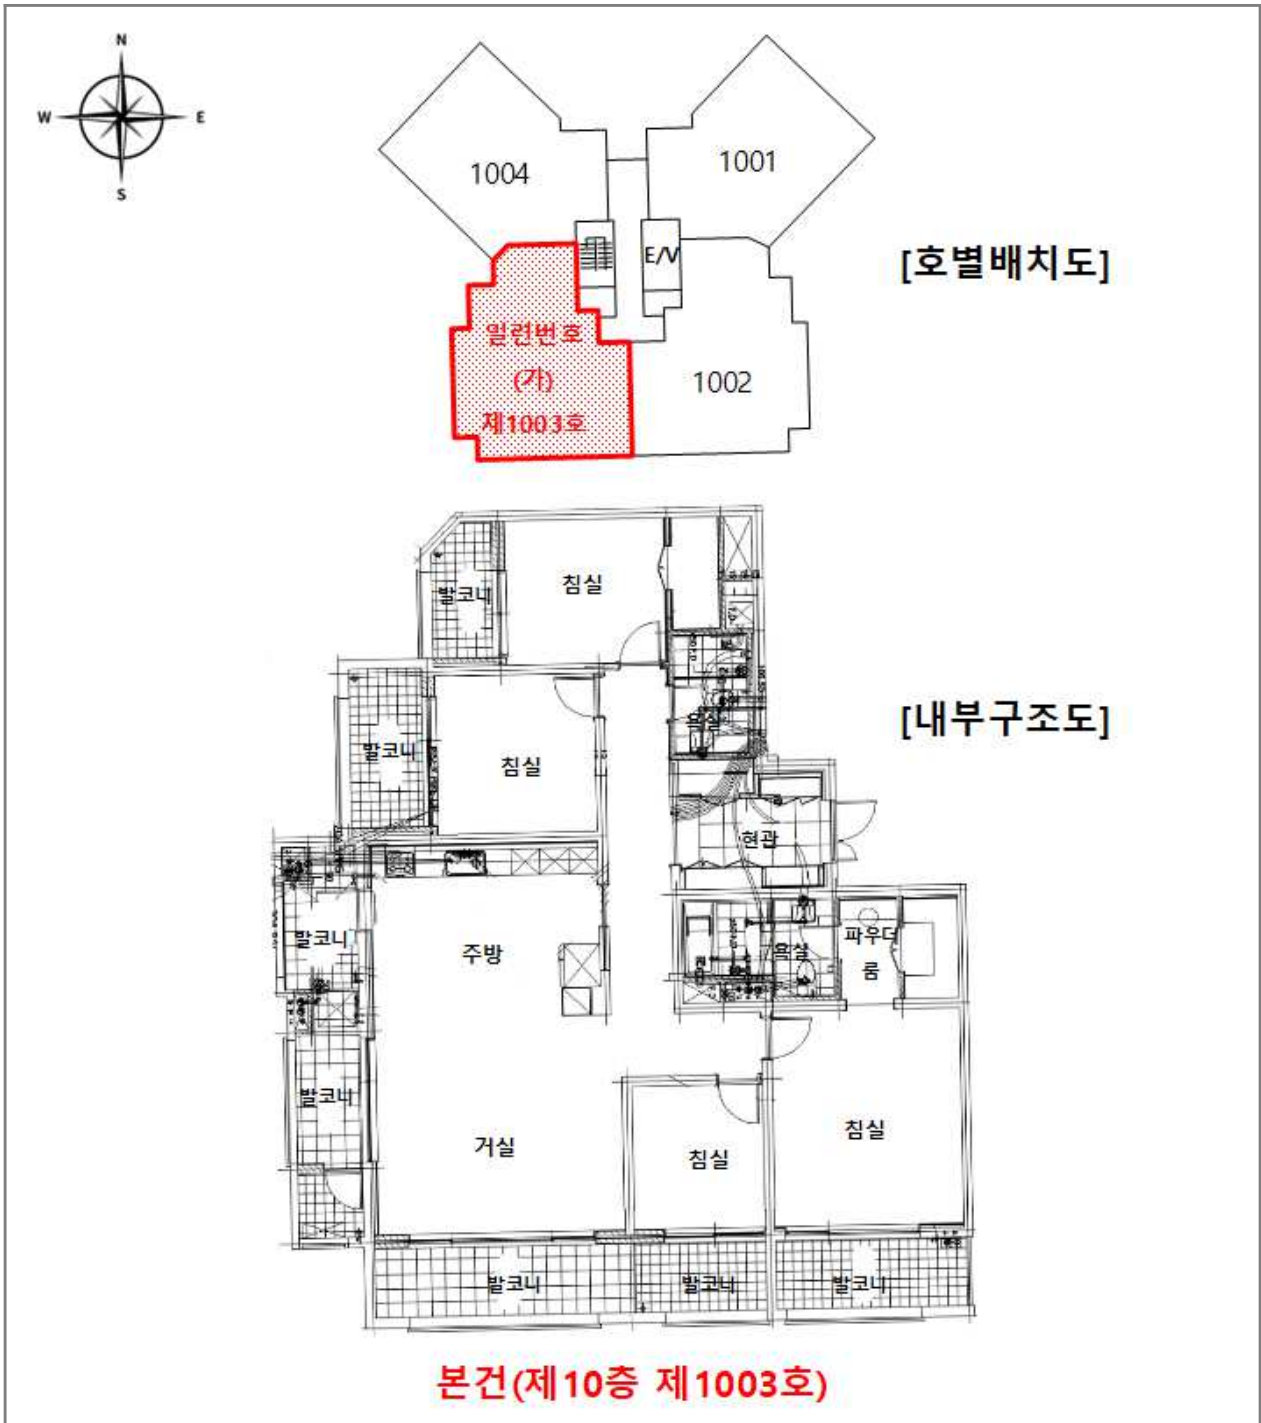 N
W E
S
1004
1001
E/V
[호별배치도]
일련번호
(가)
제1003호
1002
발코니
침실
욕실
[내부구조도]
발코니
침실
현관
발코니
주방
욕실
파우더
룸
발코니
거실
침실
침실
발코니
발코니
발코니
본건(제10층 제1003호)